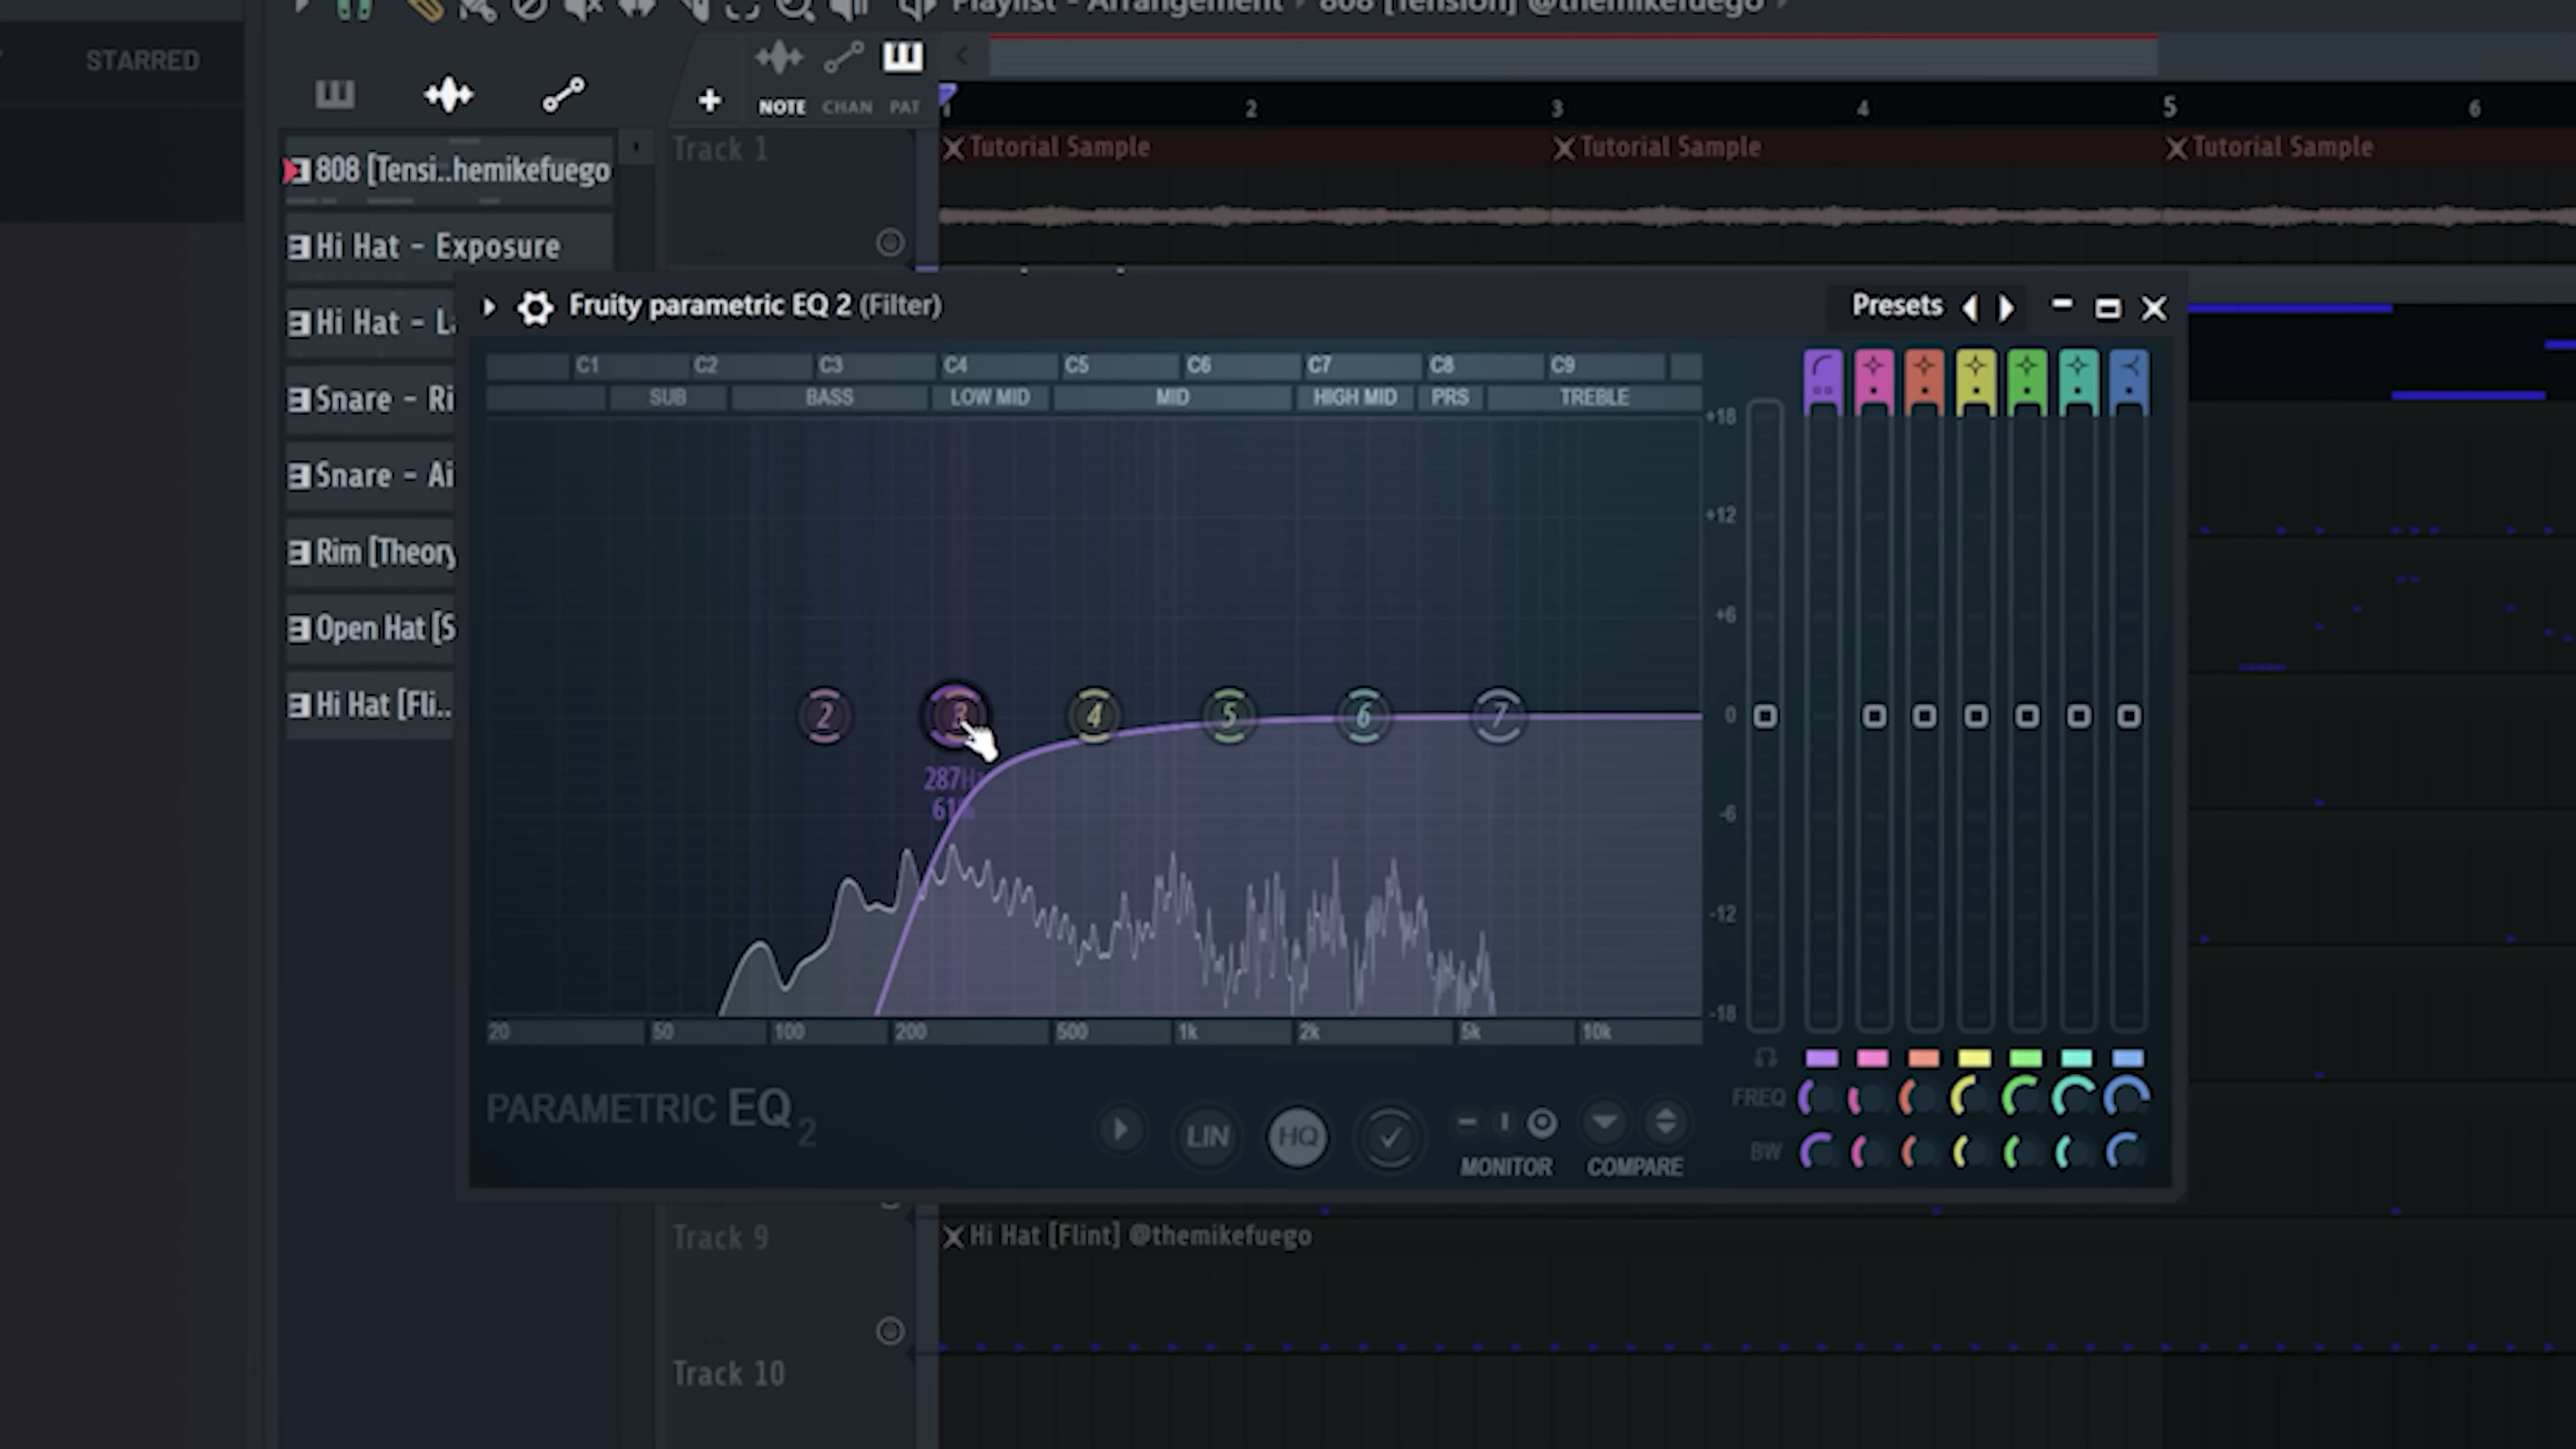 Playlist - Arrangement › 808 [Tension] @themikefuego ›
STARRED
NOTE CHAN PAT
1 2 3 4 5 6
808 [Tensi..hemikefuego
Track 1
Tutorial Sample
Tutorial Sample
Tutorial Sample
Hi Hat - Exposure
Hi Hat -
Snare -
Snare -
Rim [Theory
Open Hat [S
Hi Hat [Fli..
Fruity parametric EQ 2 (Filter)
Presets
C1 C2 C3 C4 C5 C6 C7 C8 C9
SUB BASS LOW MID MID HIGH MID PRS TREBLE
+18
+12
+6
0
-6
-12
-18
2 3 4 5 6 7
287Hz
20 50 100 200 500 1k 2k 5k 10k
PARAMETRIC EQ 2
LIN HQ
MONITOR COMPARE
FREQ
BW
Track 9
Hi Hat [Flint] @themikefuego
Track 10